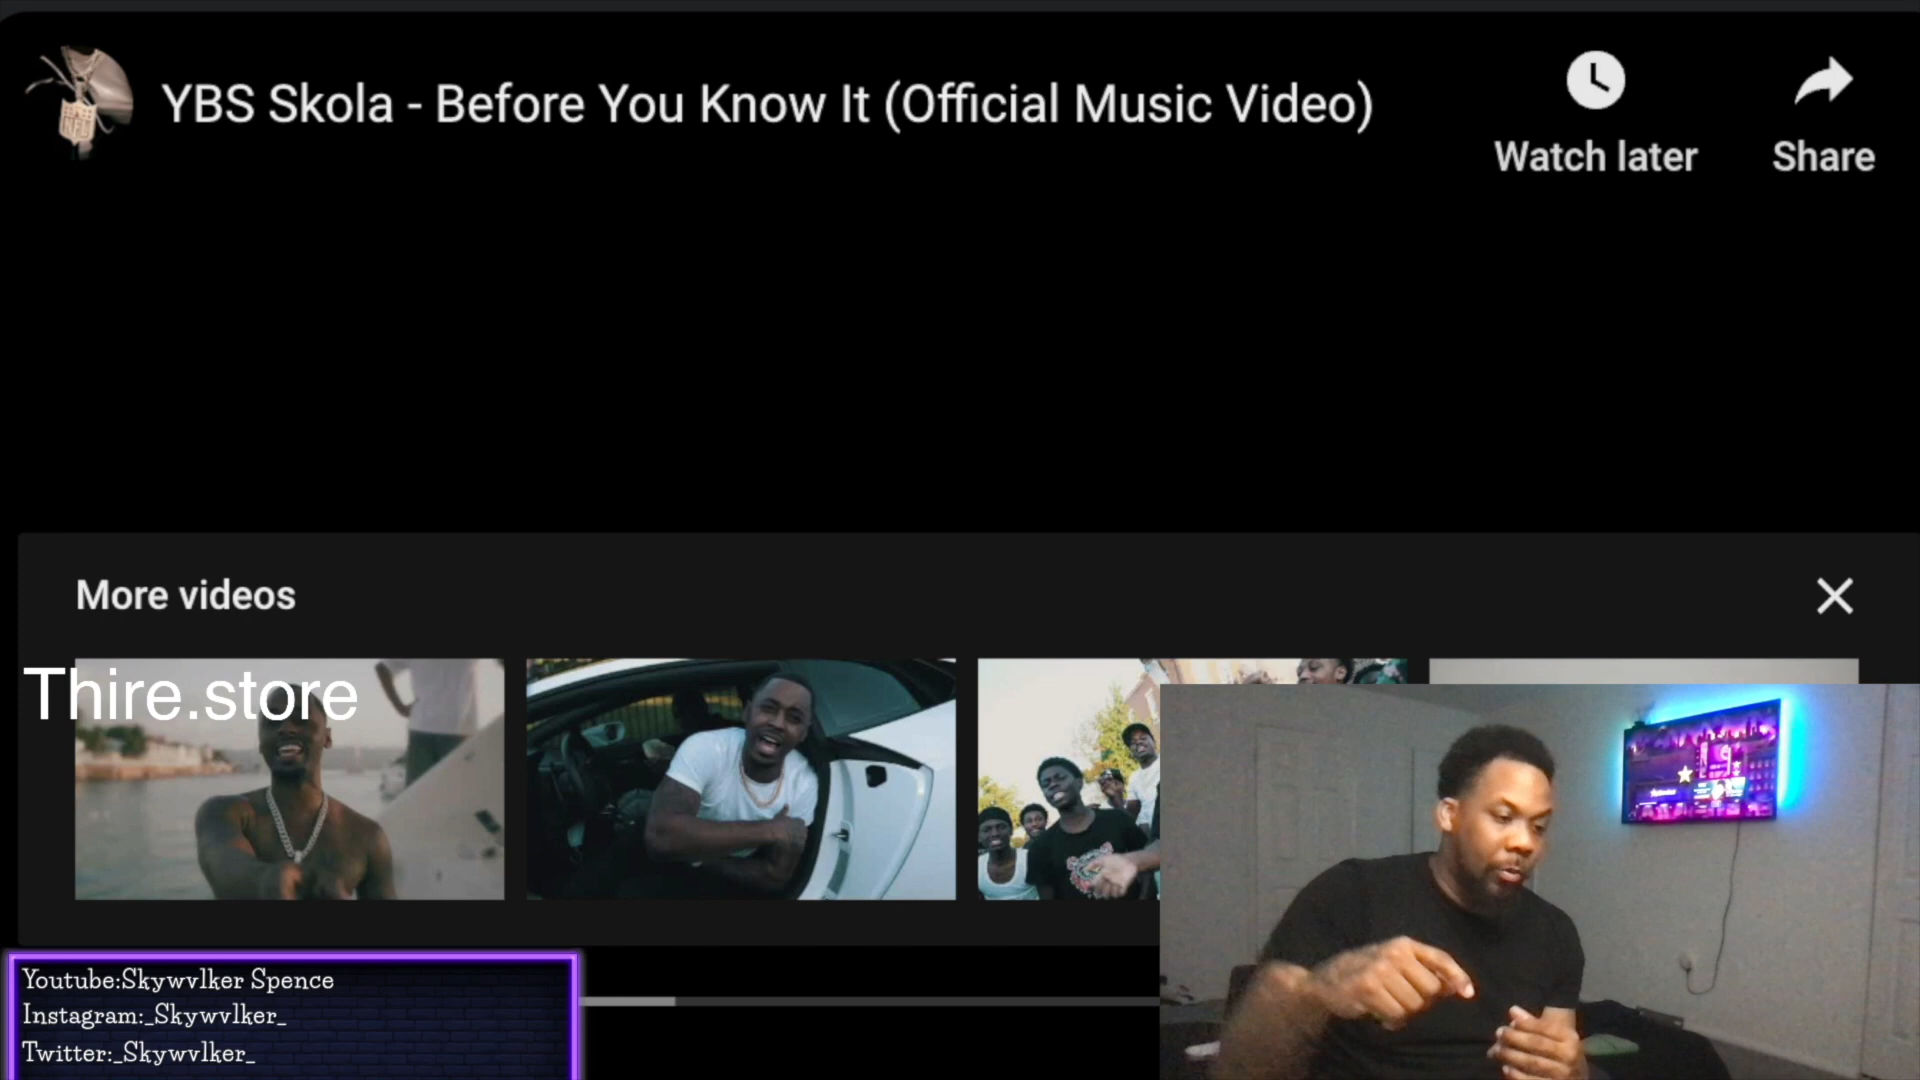 YBS Skola - Before You Know It (Official Music Video)
Watch later
Share
More videos
Thire.store
Youtube:Skywvlker Spence
Instagram:_Skywvlker_
Twitter:_Skywvlker_